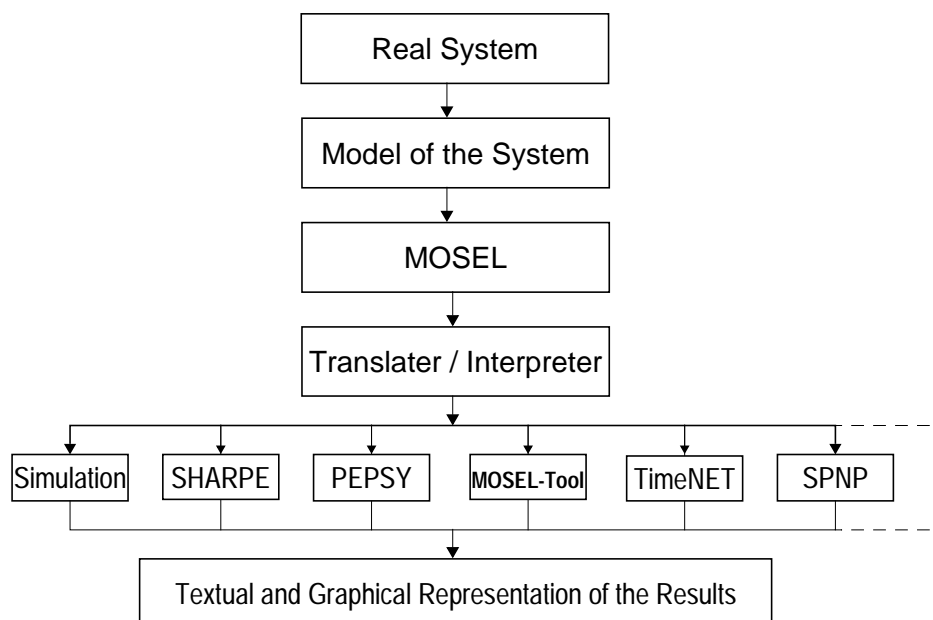 Real System
Model of the System
MOSEL
Translater / Interpreter
Simulation
SHARPE
PEPSY
MOSEL-Tool
TimeNET
SPNP
Textual and Graphical Representation of the Results